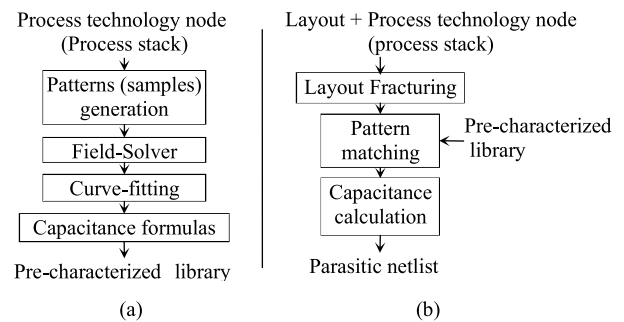 Process technology node
(Process stack)
Patterns (samples)
generation
Field-Solver
Curve-fitting
Capacitance formulas
Pre-characterized library
(a)
Layout + Process technology node
(process stack)
Layout Fracturing
Pattern
matching
Pre-characterized
library
Capacitance
calculation
Parasitic netlist
(b)